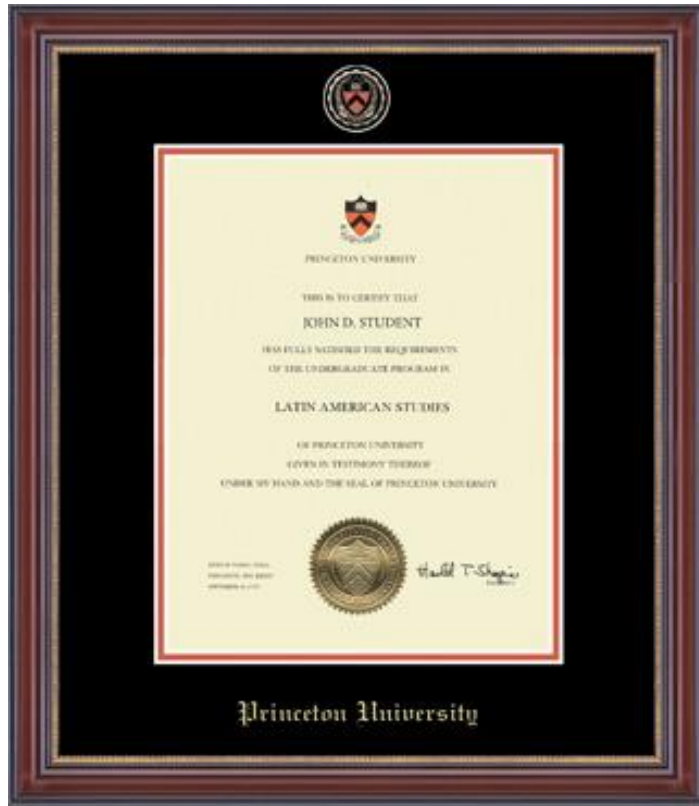 PRINCETON UNIVERSITY
THIS IS TO CERTIFY THAT
JOHN D. STUDENT
HAS FULLY SATISFIED THE REQUIREMENTS
OF THE UNDERGRADUATE PROGRAM IN
LATIN AMERICAN STUDIES
OF PRINCETON UNIVERSITY
GIVEN IN TESTIMONY THEREOF
UNDER MY HAND AND THE SEAL OF PRINCETON UNIVERSITY
Harold T. Shapiro
Princeton University